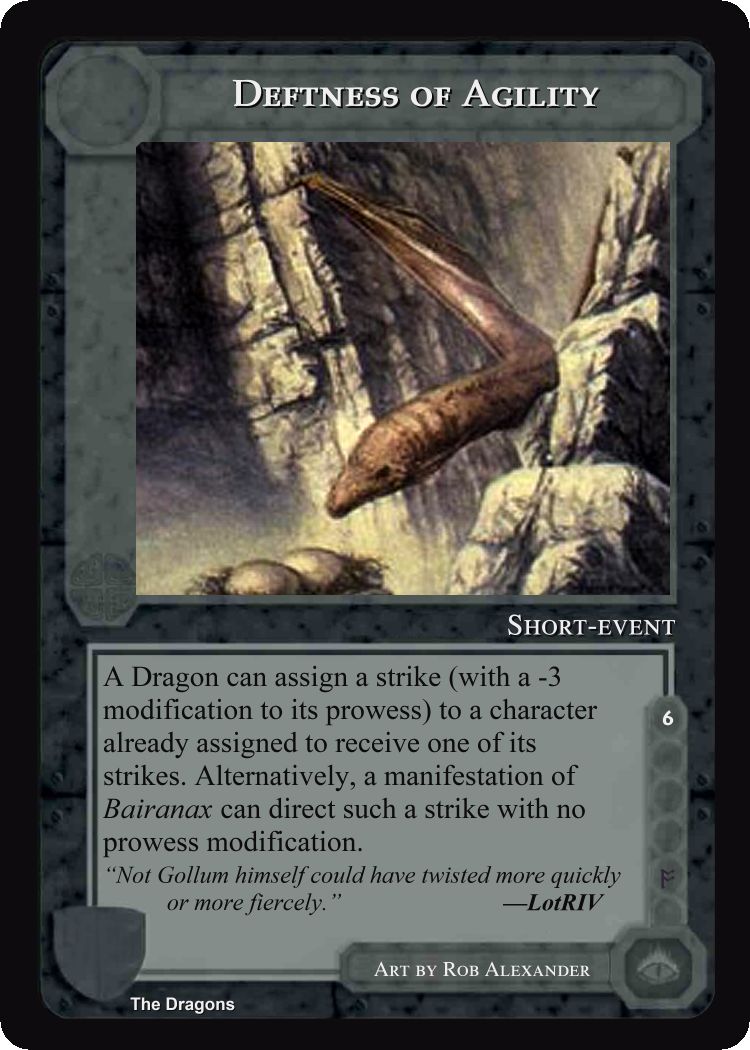 Deftness of Agility
Short-event
A Dragon can assign a strike (with a -3
modification to its prowess) to a character
already assigned to receive one of its
strikes. Alternatively, a manifestation of
Bairanax can direct such a strike with no
prowess modification.
6
“Not Gollum himself could have twisted more quickly
or more fiercely.” —LotRIV
Art by Rob Alexander
The Dragons